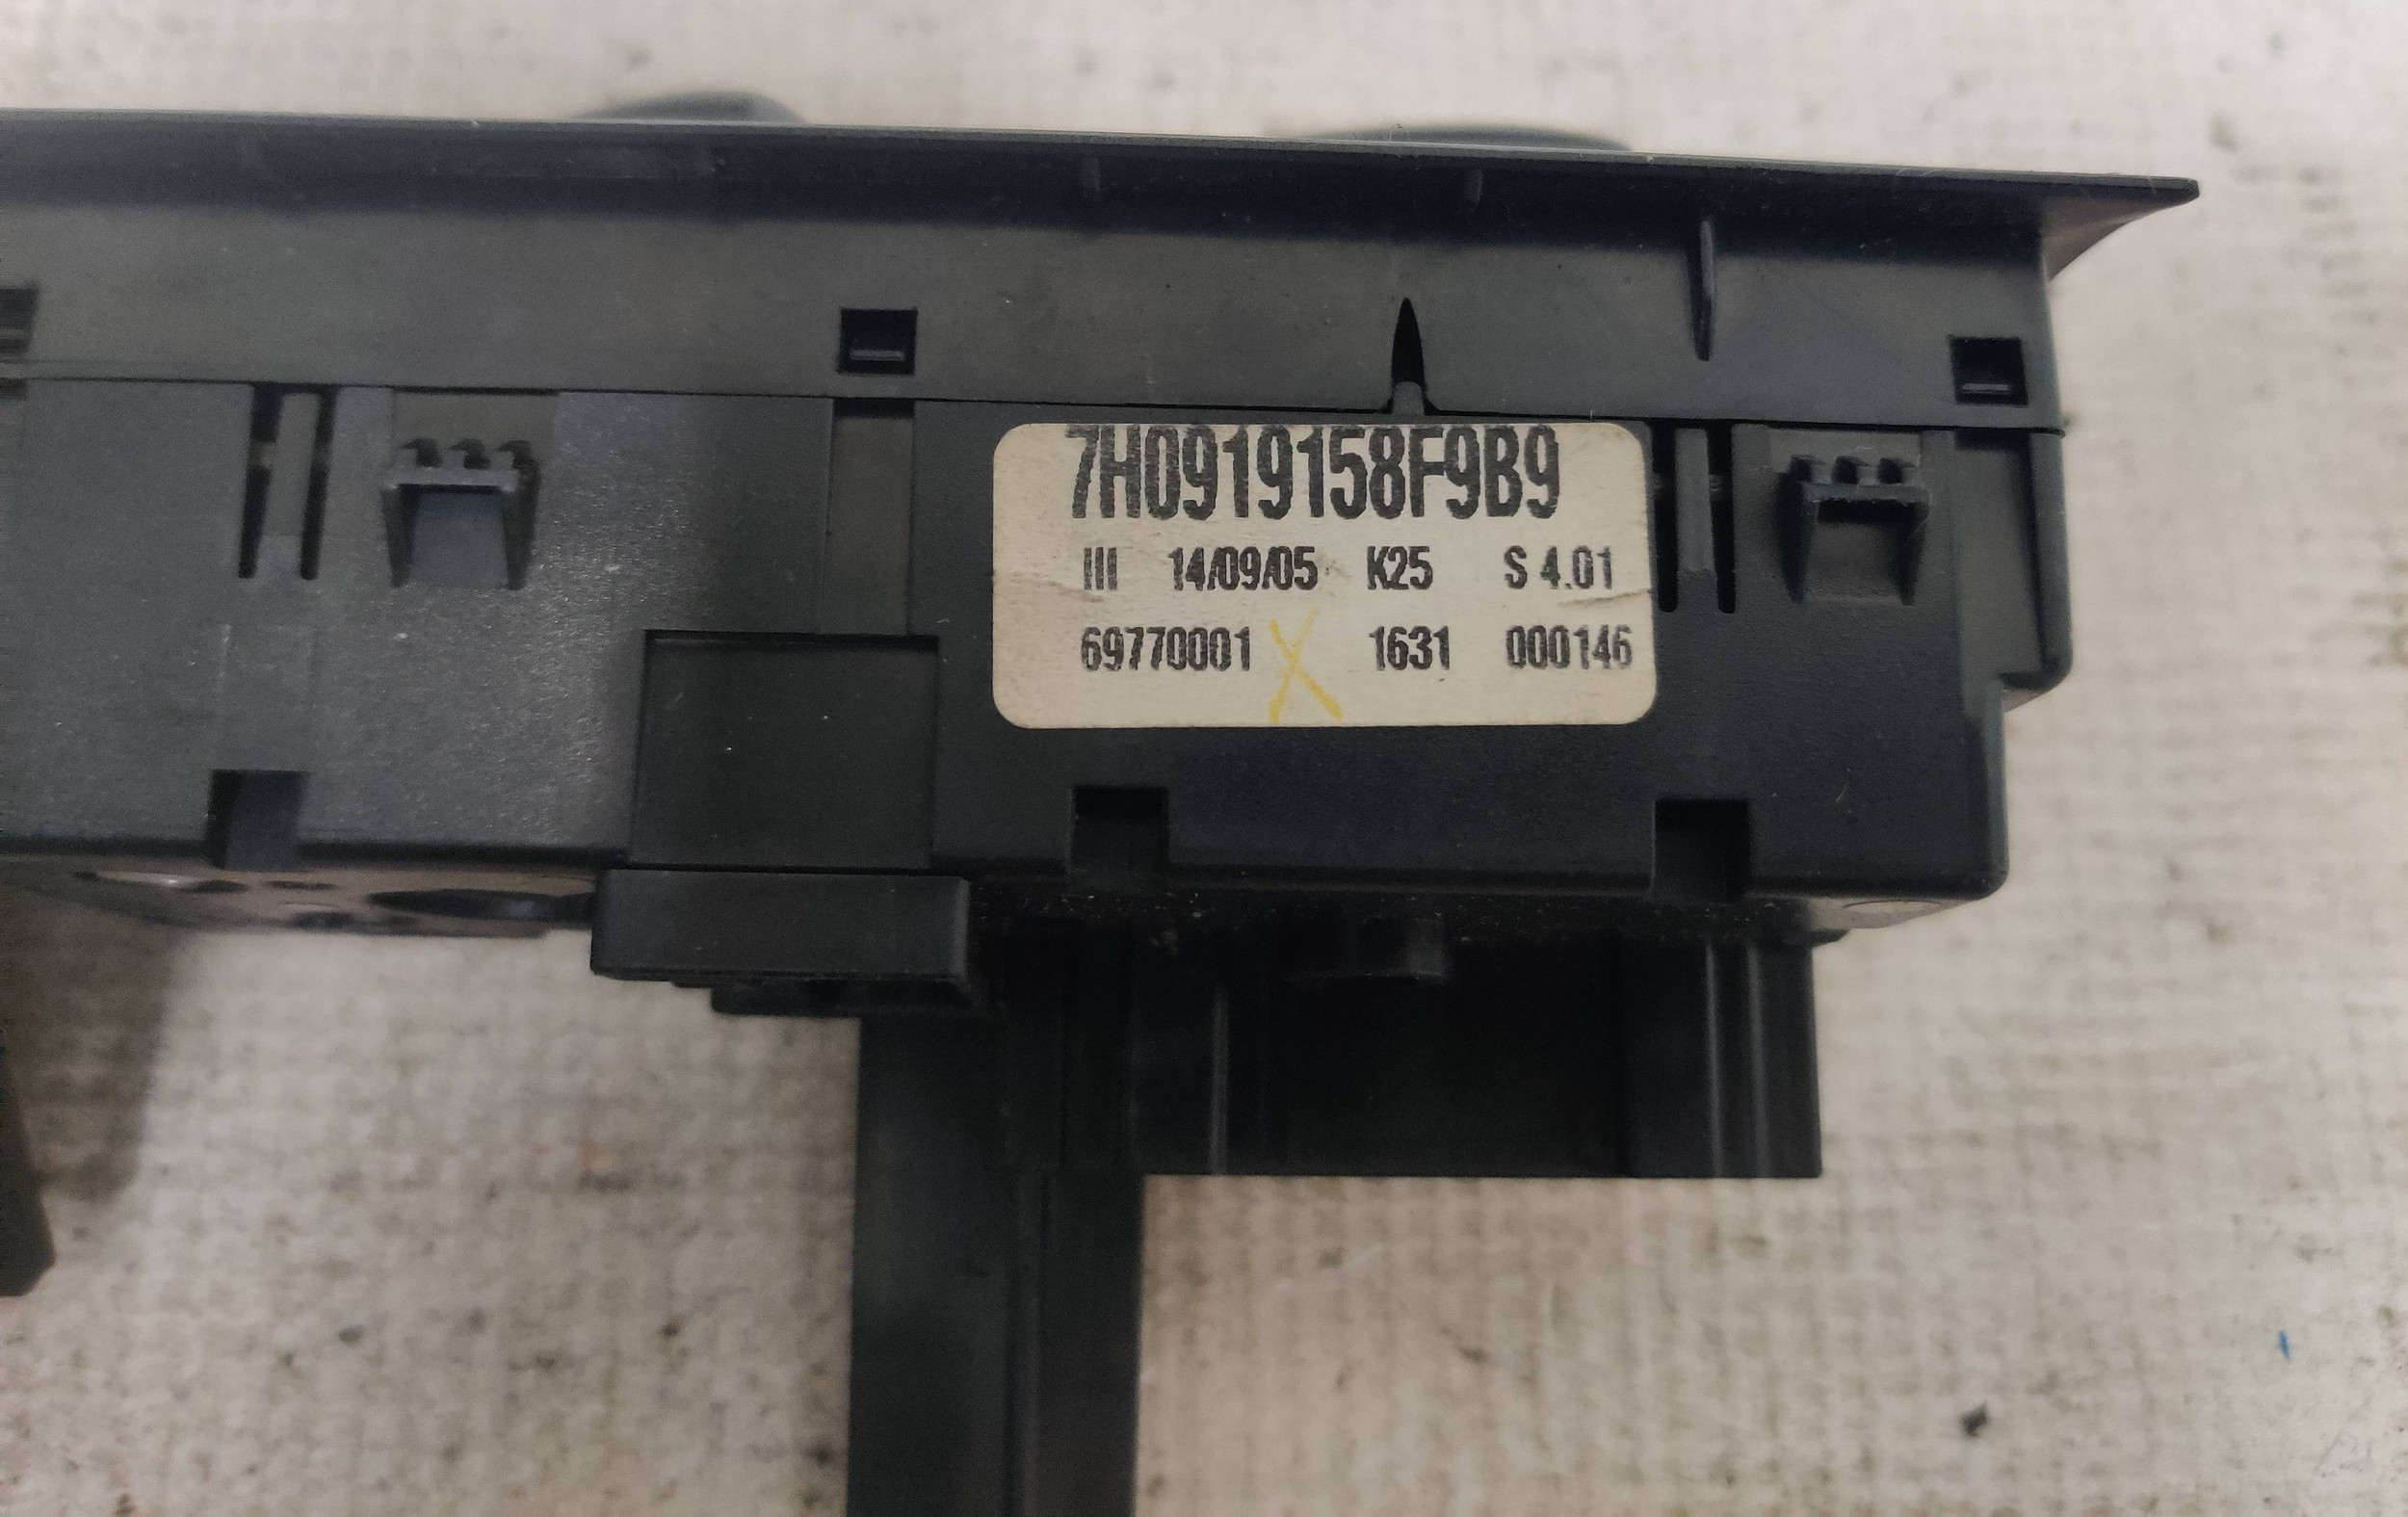 7H0919158F9B9
III 14/09/05 K25 S 4.01
69770001 X 1631 000146